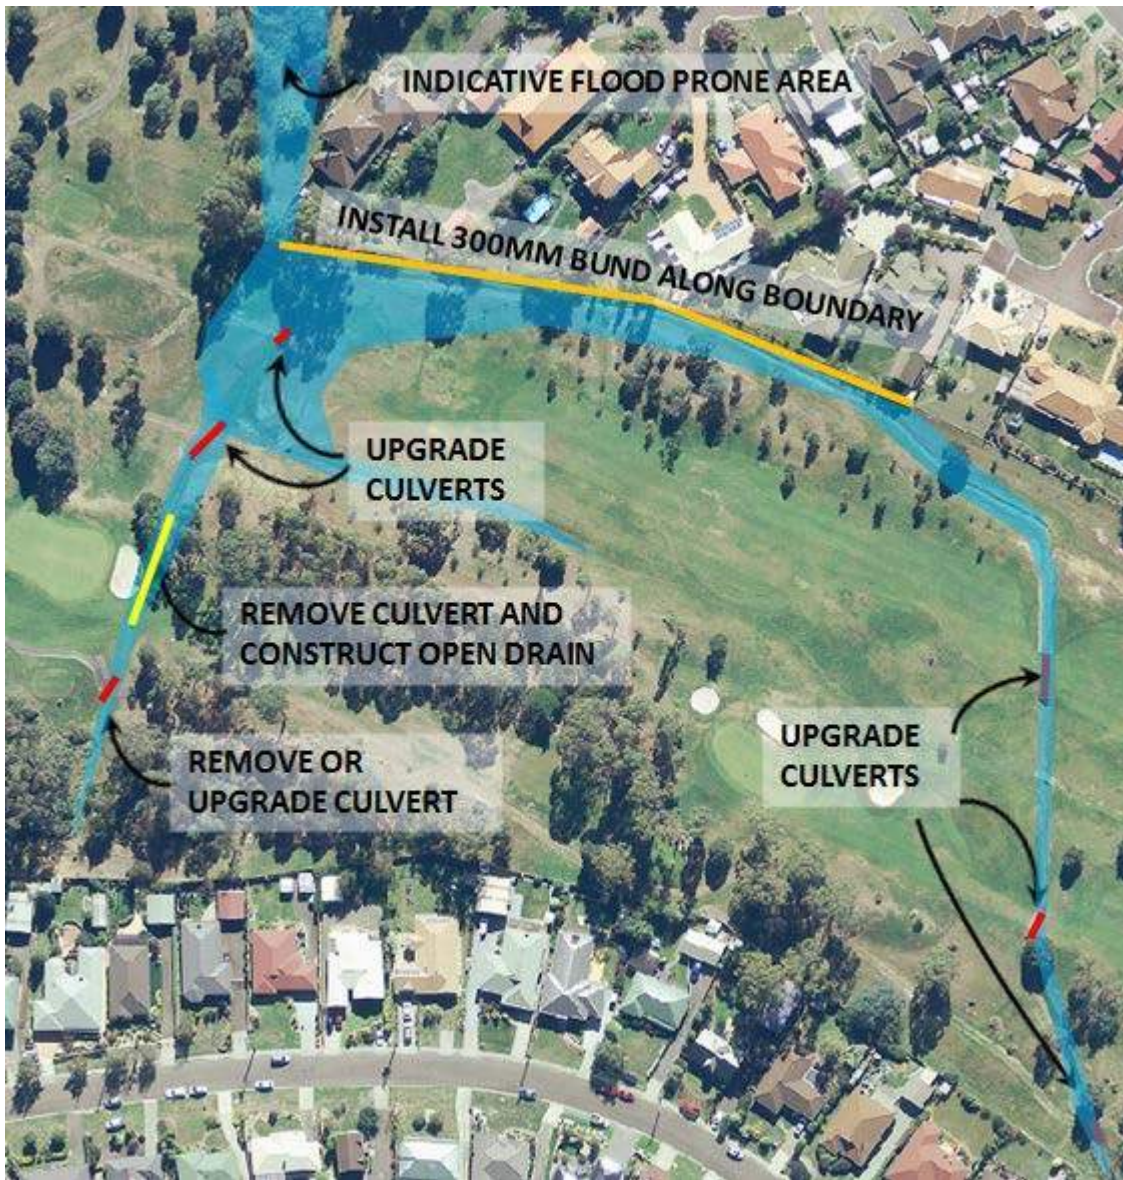 INDICATIVE FLOOD PRONE AREA
INSTALL 300MM BUND ALONG BOUNDARY
UPGRADE
CULVERTS
REMOVE CULVERT AND
CONSTRUCT OPEN DRAIN
REMOVE OR
UPGRADE CULVERT
UPGRADE
CULVERTS